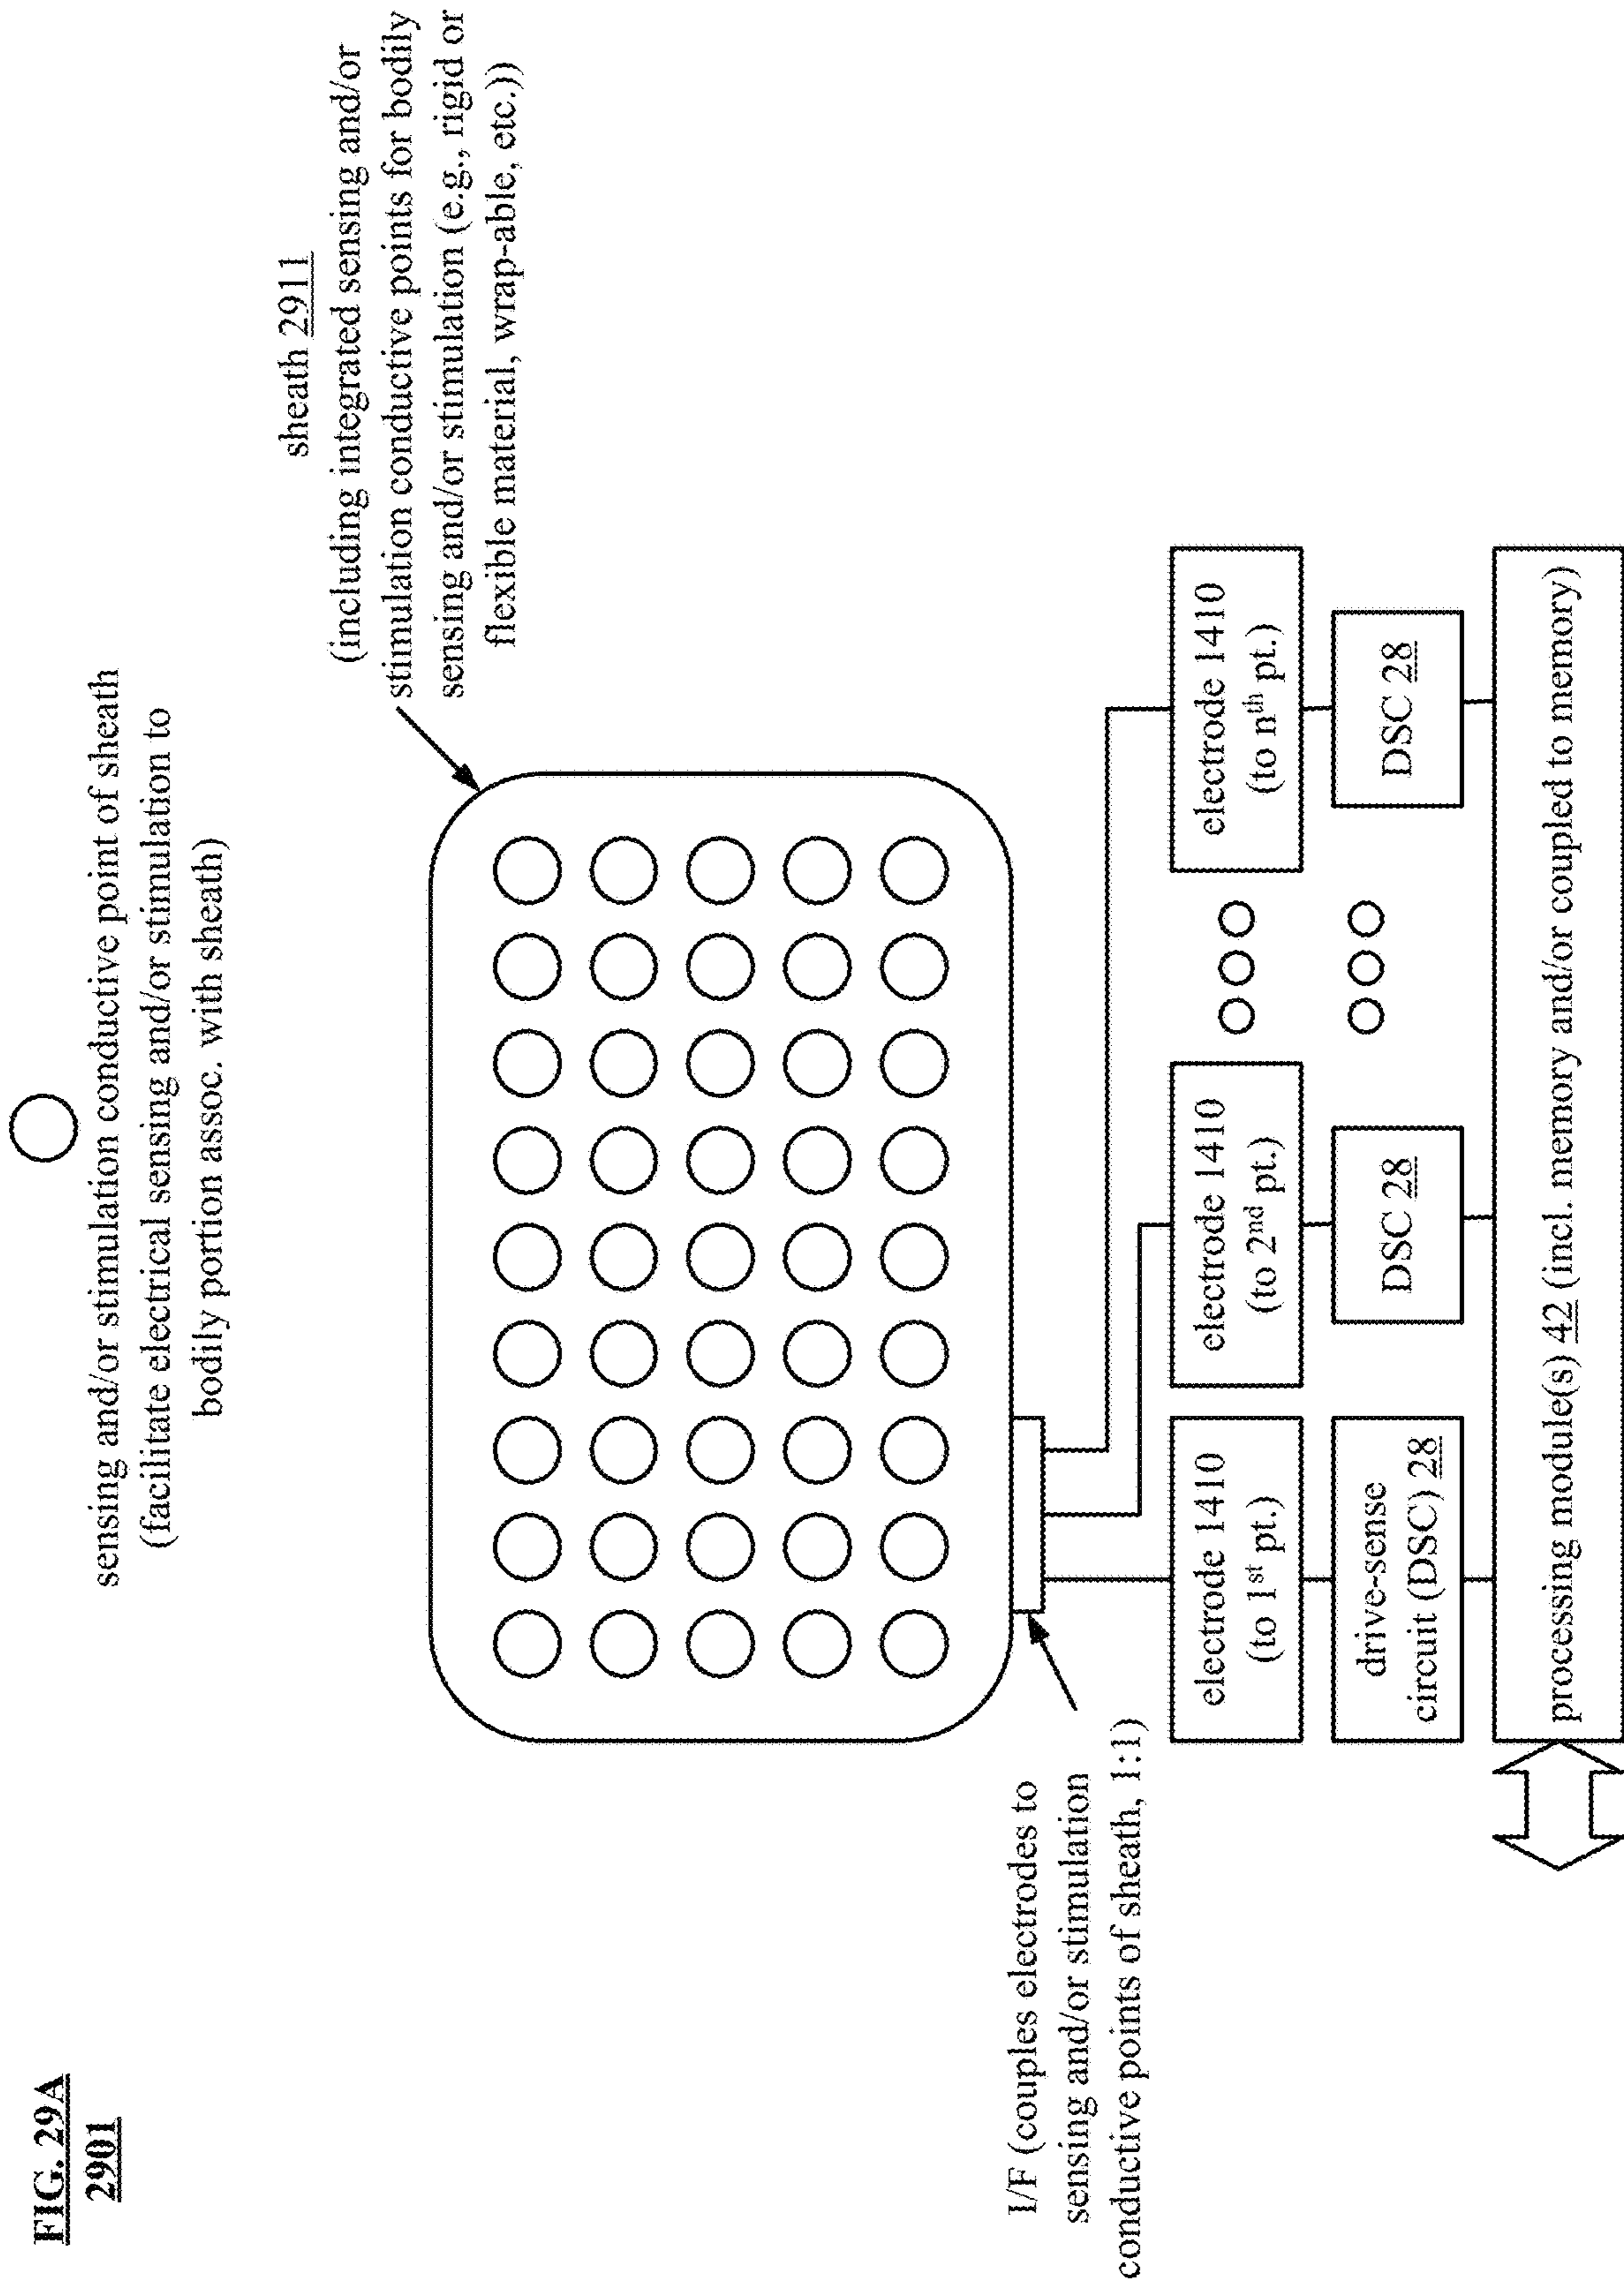 FIG. 29A
2901
sensing and/or stimulation conductive point of sheath
(facilitate electrical sensing and/or stimulation to
bodily portion assoc. with sheath)
sheath 2911
(including integrated sensing and/or
stimulation conductive points for bodily
sensing and/or stimulation (e.g., rigid or
flexible material, wrap-able, etc.))
I/F (couples electrodes to
sensing and/or stimulation
conductive points of sheath, 1:1)
electrode 1410
(to 1st pt.)
electrode 1410
(to 2nd pt.)
electrode 1410
(to nth pt.)
drive-sense
circuit (DSC) 28
DSC 28
DSC 28
processing module(s) 42 (incl. memory and/or coupled to memory)